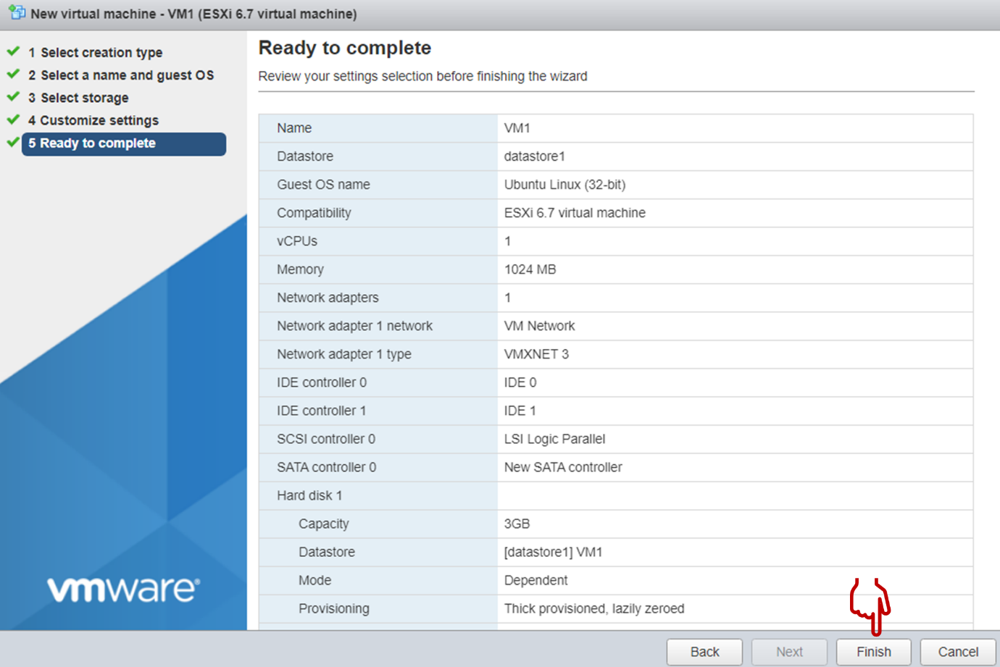 New virtual machine - VM1 (ESXi 6.7 virtual machine)
1 Select creation type
2 Select a name and guest OS
3 Select storage
4 Customize settings
5 Ready to complete
vmware®
Ready to complete
Review your settings selection before finishing the wizard
Name VM1
Datastore datastore1
Guest OS name Ubuntu Linux (32-bit)
Compatibility ESXi 6.7 virtual machine
vCPUs 1
Memory 1024 MB
Network adapters 1
Network adapter 1 network VM Network
Network adapter 1 type VMXNET 3
IDE controller 0 IDE 0
IDE controller 1 IDE 1
SCSI controller 0 LSI Logic Parallel
SATA controller 0 New SATA controller
Hard disk 1
Capacity 3GB
Datastore [datastore1] VM1
Mode Dependent
Provisioning Thick provisioned, lazily zeroed
Back Next Finish Cancel